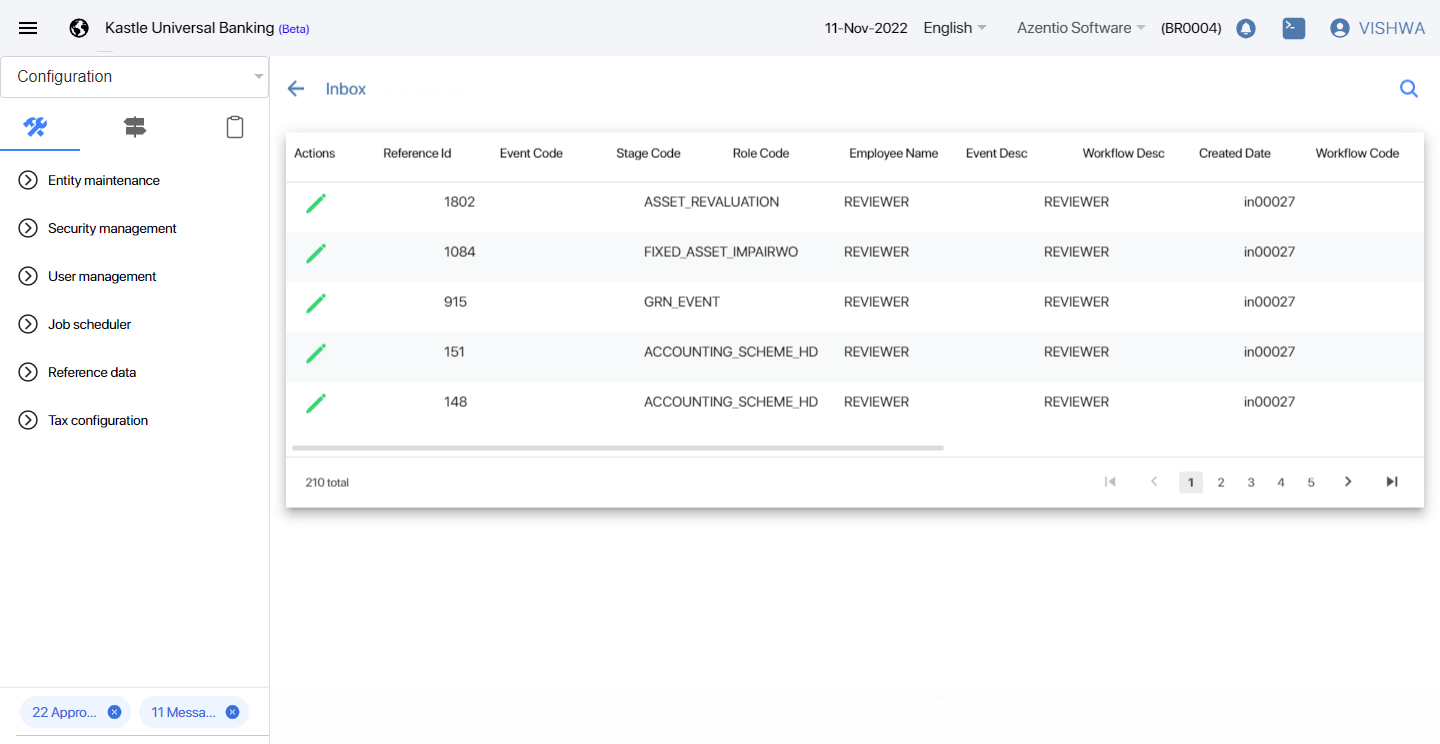 Kastle Universal Banking (Beta) 11-Nov-2022 English Azentio Software (BR0004) VISHWA
Configuration
Entity maintenance
Security management
User management
Job scheduler
Reference data
Tax configuration
22 Appro... 11 Messa...
Inbox
Actions Reference Id Event Code Stage Code Role Code Employee Name Event Desc Workflow Desc Created Date Workflow Code
1802 ASSET_REVALUATION REVIEWER REVIEWER in00027
1084 FIXED_ASSET_IMPAIRWO REVIEWER REVIEWER in00027
915 GRN_EVENT REVIEWER REVIEWER in00027
151 ACCOUNTING_SCHEME_HD REVIEWER REVIEWER in00027
148 ACCOUNTING_SCHEME_HD REVIEWER REVIEWER in00027
210 total 1 2 3 4 5